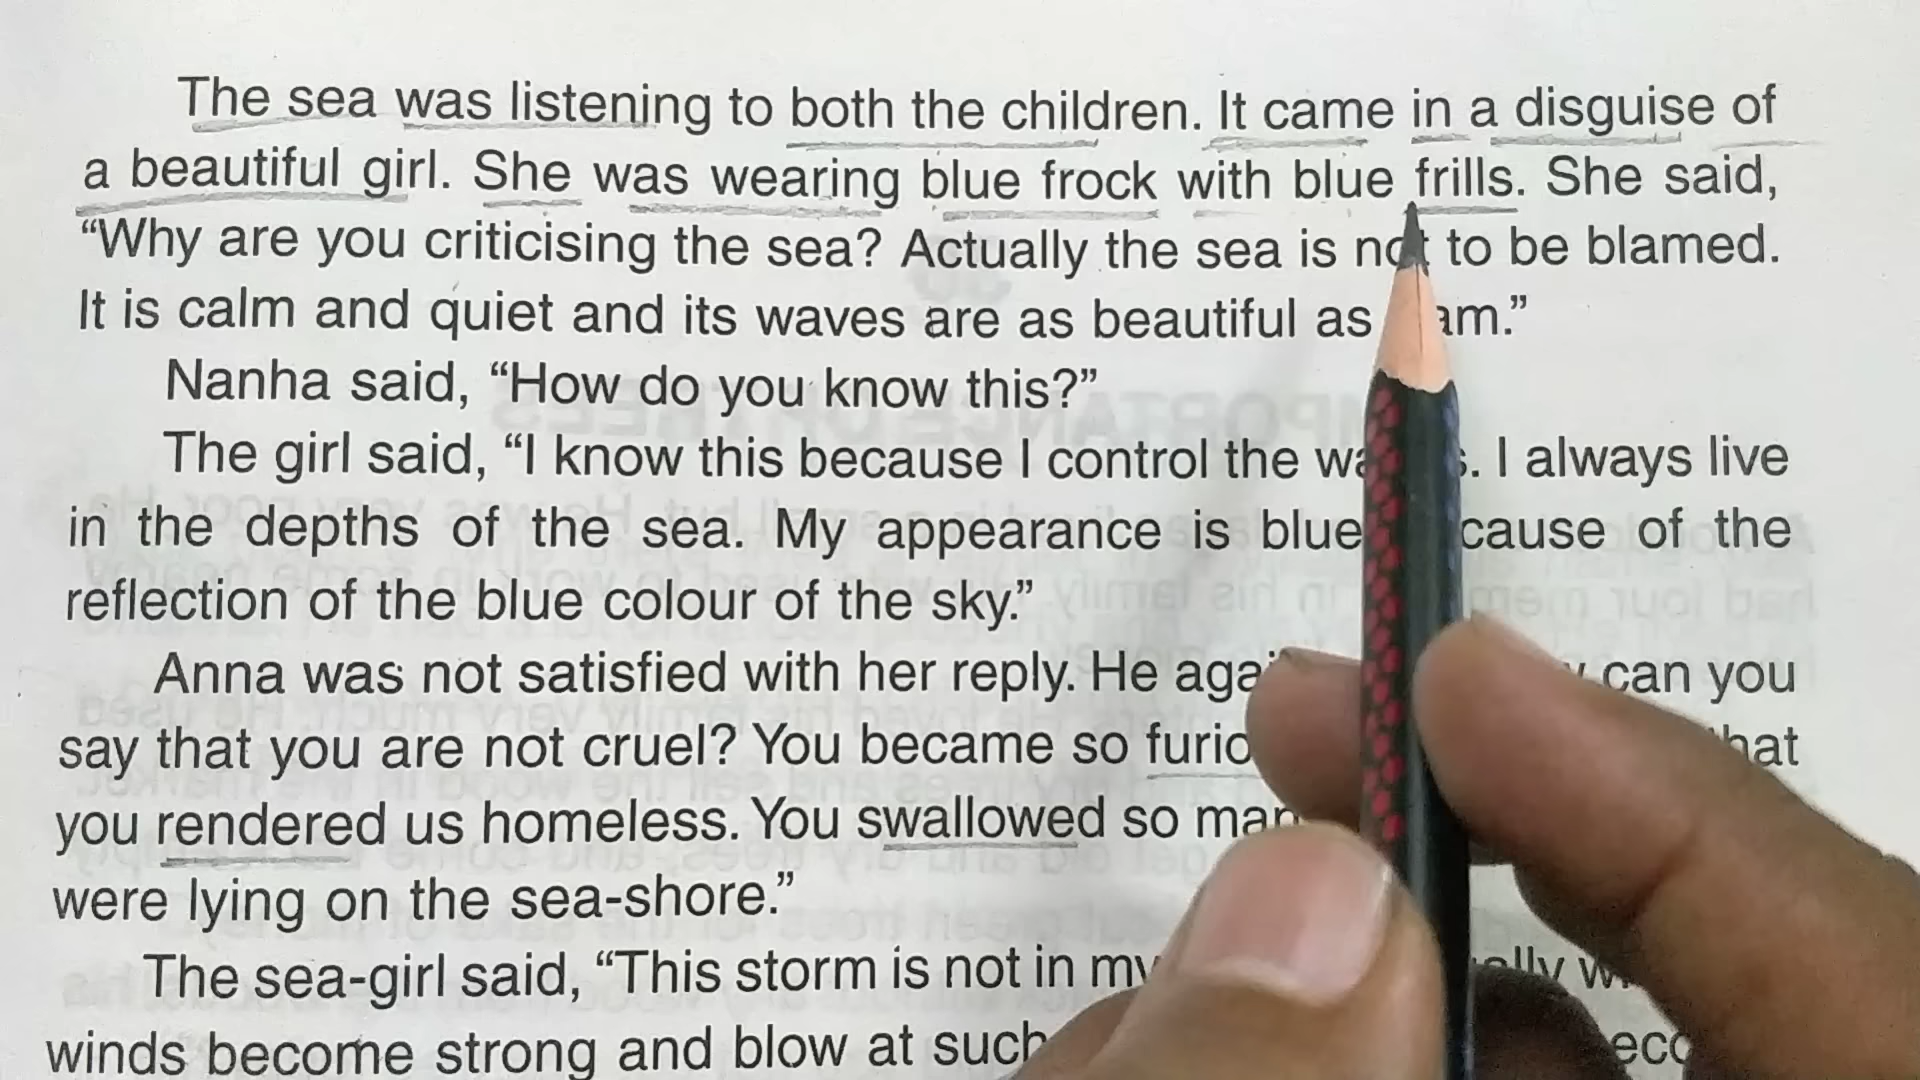 The sea was listening to both the children. It came in a disguise of
a beautiful girl. She was wearing blue frock with blue frills. She said,
“Why are you criticising the sea? Actually the sea is not to be blamed.
It is calm and quiet and its waves are as beautiful as am.”
Nanha said, “How do you know this?”
The girl said, “I know this because I control the I always live
in the depths of the sea. My appearance is blue because of the
reflection of the blue colour of the sky.”
Anna was not satisfied with her reply. He can you
say that you are not cruel? You became so that
you rendered us homeless. You swallowed so
were lying on the sea-shore.”
The sea-girl said, “This storm is not in my
winds become strong and blow at such